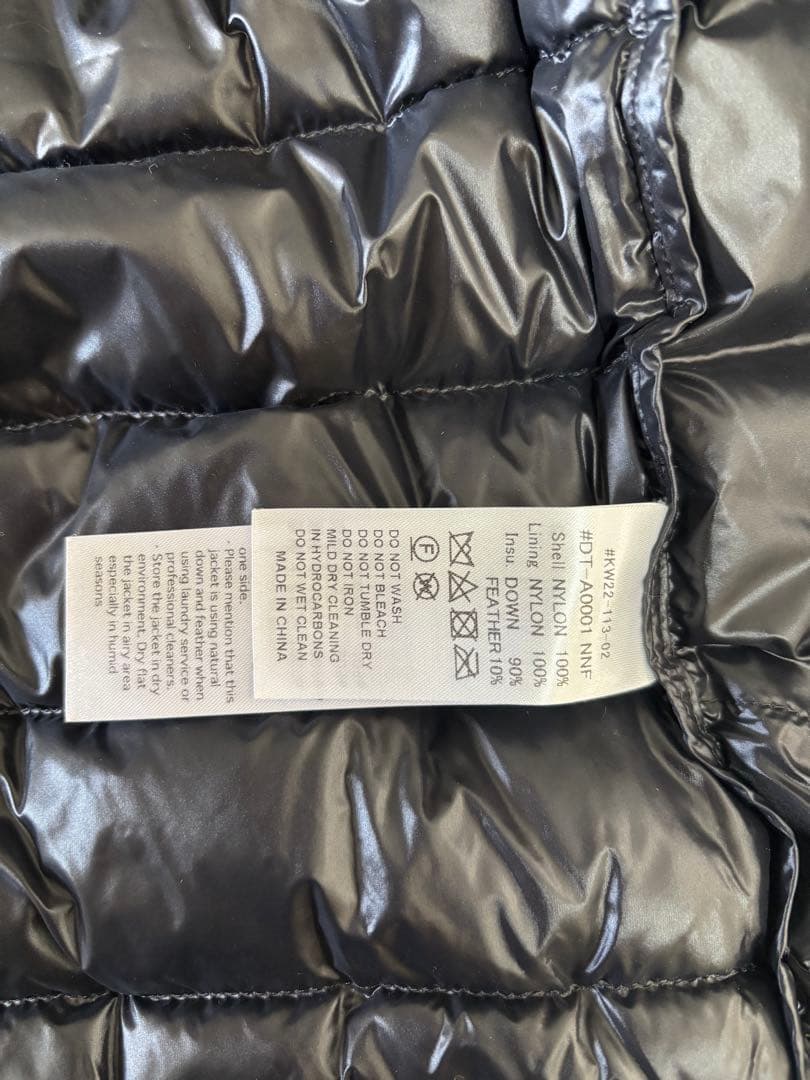 #KW22-113-02
#DT-A0001 NNF
Shell NYLON 100%
Lining NYLON 100%
Insu. DOWN 90%
FEATHER 10%
F
DO NOT WASH
DO NOT BLEACH
DO NOT TUMBLE DRY
DO NOT IRON
MILD DRY CLEANING
IN HYDROCARBONS
DO NOT WET CLEAN
MADE IN CHINA
one side.
· Please mention that this
jacket is using natural
down and feather when
using laundry service or
professional cleaners.
· Store the jacket in dry
environment. Dry flat
the jacket in airy area
especially in humid
seasons